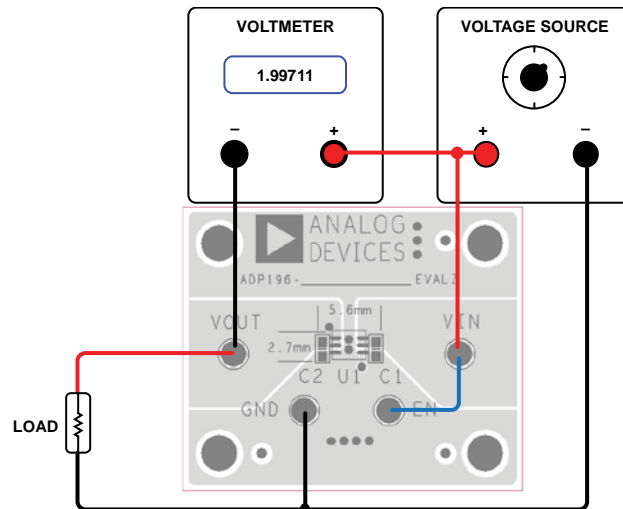 VOLTMETER
1.99711
– +
VOLTAGE SOURCE
+ –
ANALOG
DEVICES
ADP196-____________________EVALZ
5.6mm
VOUT VIN
2.7mm
C2 U1 C1
GND EN
LOAD